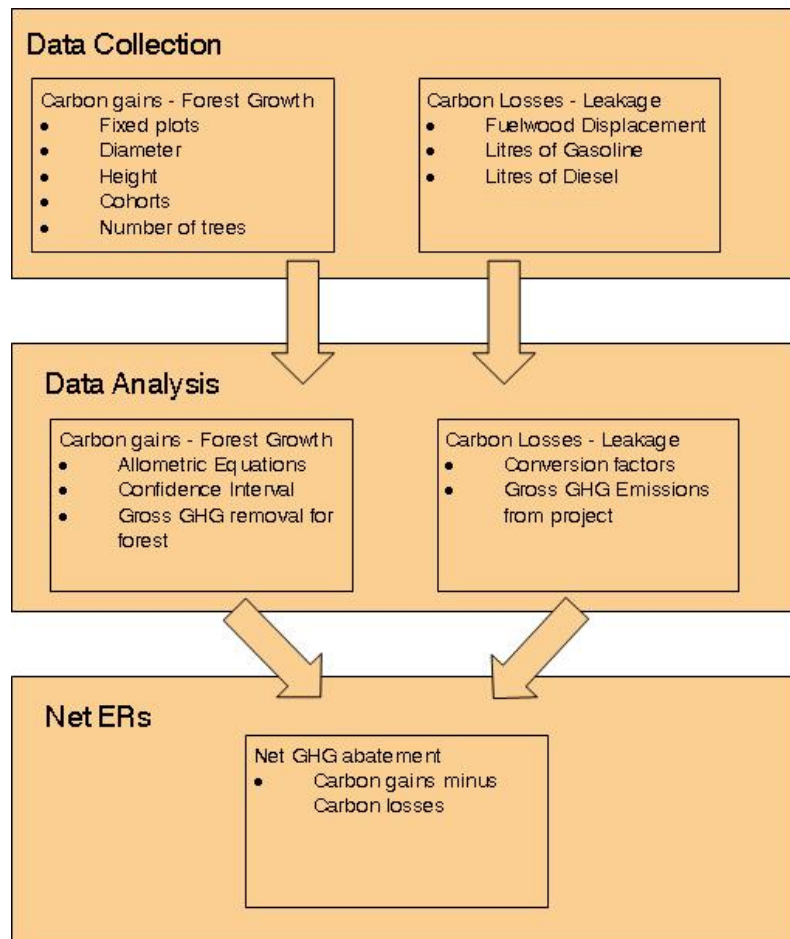 Data Collection
Carbon gains - Forest Growth
• Fixed plots
• Diameter
• Height
• Cohorts
• Number of trees
Carbon Losses - Leakage
• Fuelwood Displacement
• Litres of Gasoline
• Litres of Diesel
Data Analysis
Carbon gains - Forest Growth
• Allometric Equations
• Confidence Interval
• Gross GHG removal for
forest
Carbon Losses - Leakage
• Conversion factors
• Gross GHG Emissions
from project
Net ERs
Net GHG abatement
• Carbon gains minus
Carbon losses